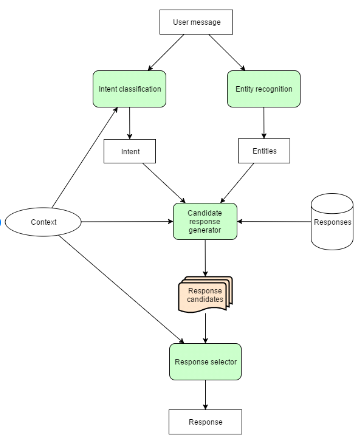 User message
Intent classification
Entity recognition
Intent
Entities
Context
Candidate
response
generator
Responses
Response
candidates
Response selector
Response